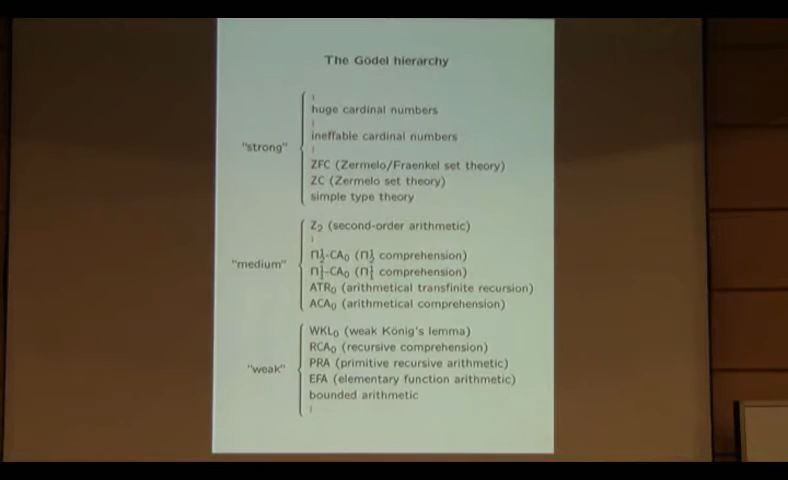 The Gödel hierarchy
huge cardinal numbers
ineffable cardinal numbers
"strong"
ZFC (Zermelo/Fraenkel set theory)
ZC (Zermelo set theory)
simple type theory
Z₂ (second-order arithmetic)
"medium"
Π¹₂-CA₀ (Π¹₂ comprehension)
Π¹₁-CA₀ (Π¹₁ comprehension)
ATR₀ (arithmetical transfinite recursion)
ACA₀ (arithmetical comprehension)
WKL₀ (weak König's lemma)
RCA₀ (recursive comprehension)
"weak"
PRA (primitive recursive arithmetic)
EFA (elementary function arithmetic)
bounded arithmetic